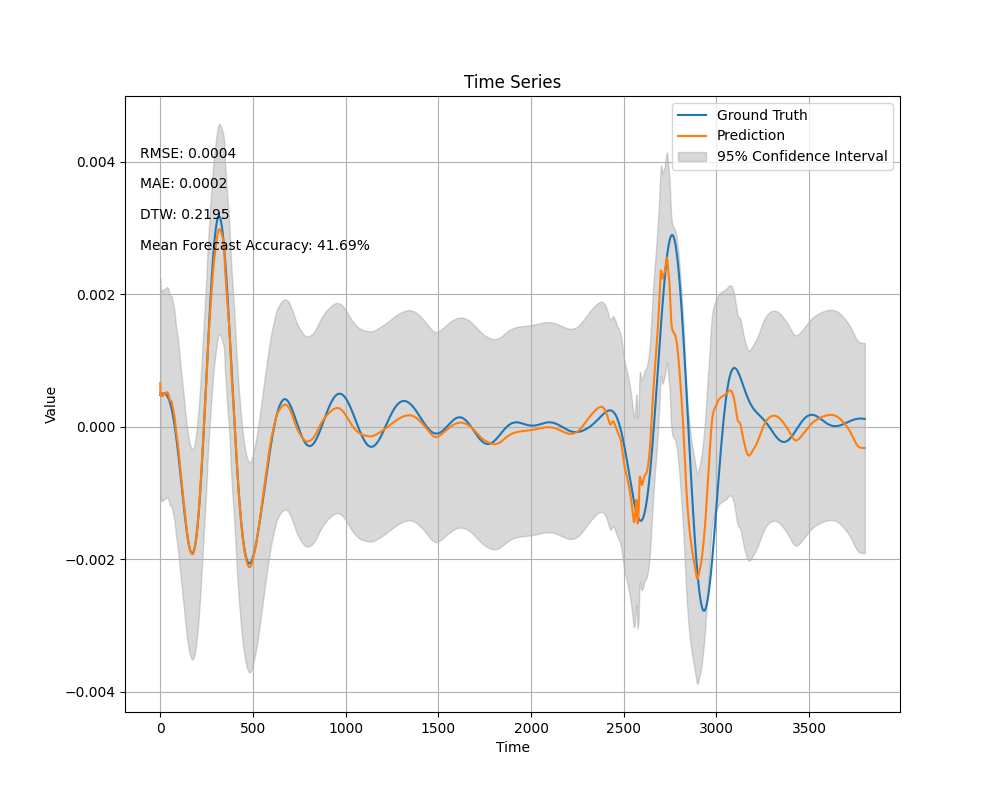 Time Series
Ground Truth
Prediction
95% Confidence Interval
RMSE: 0.0004
MAE: 0.0002
DTW: 0.2195
Mean Forecast Accuracy: 41.69%
Value
0.004
0.002
0.000
−0.002
−0.004
0 500 1000 1500 2000 2500 3000 3500
Time